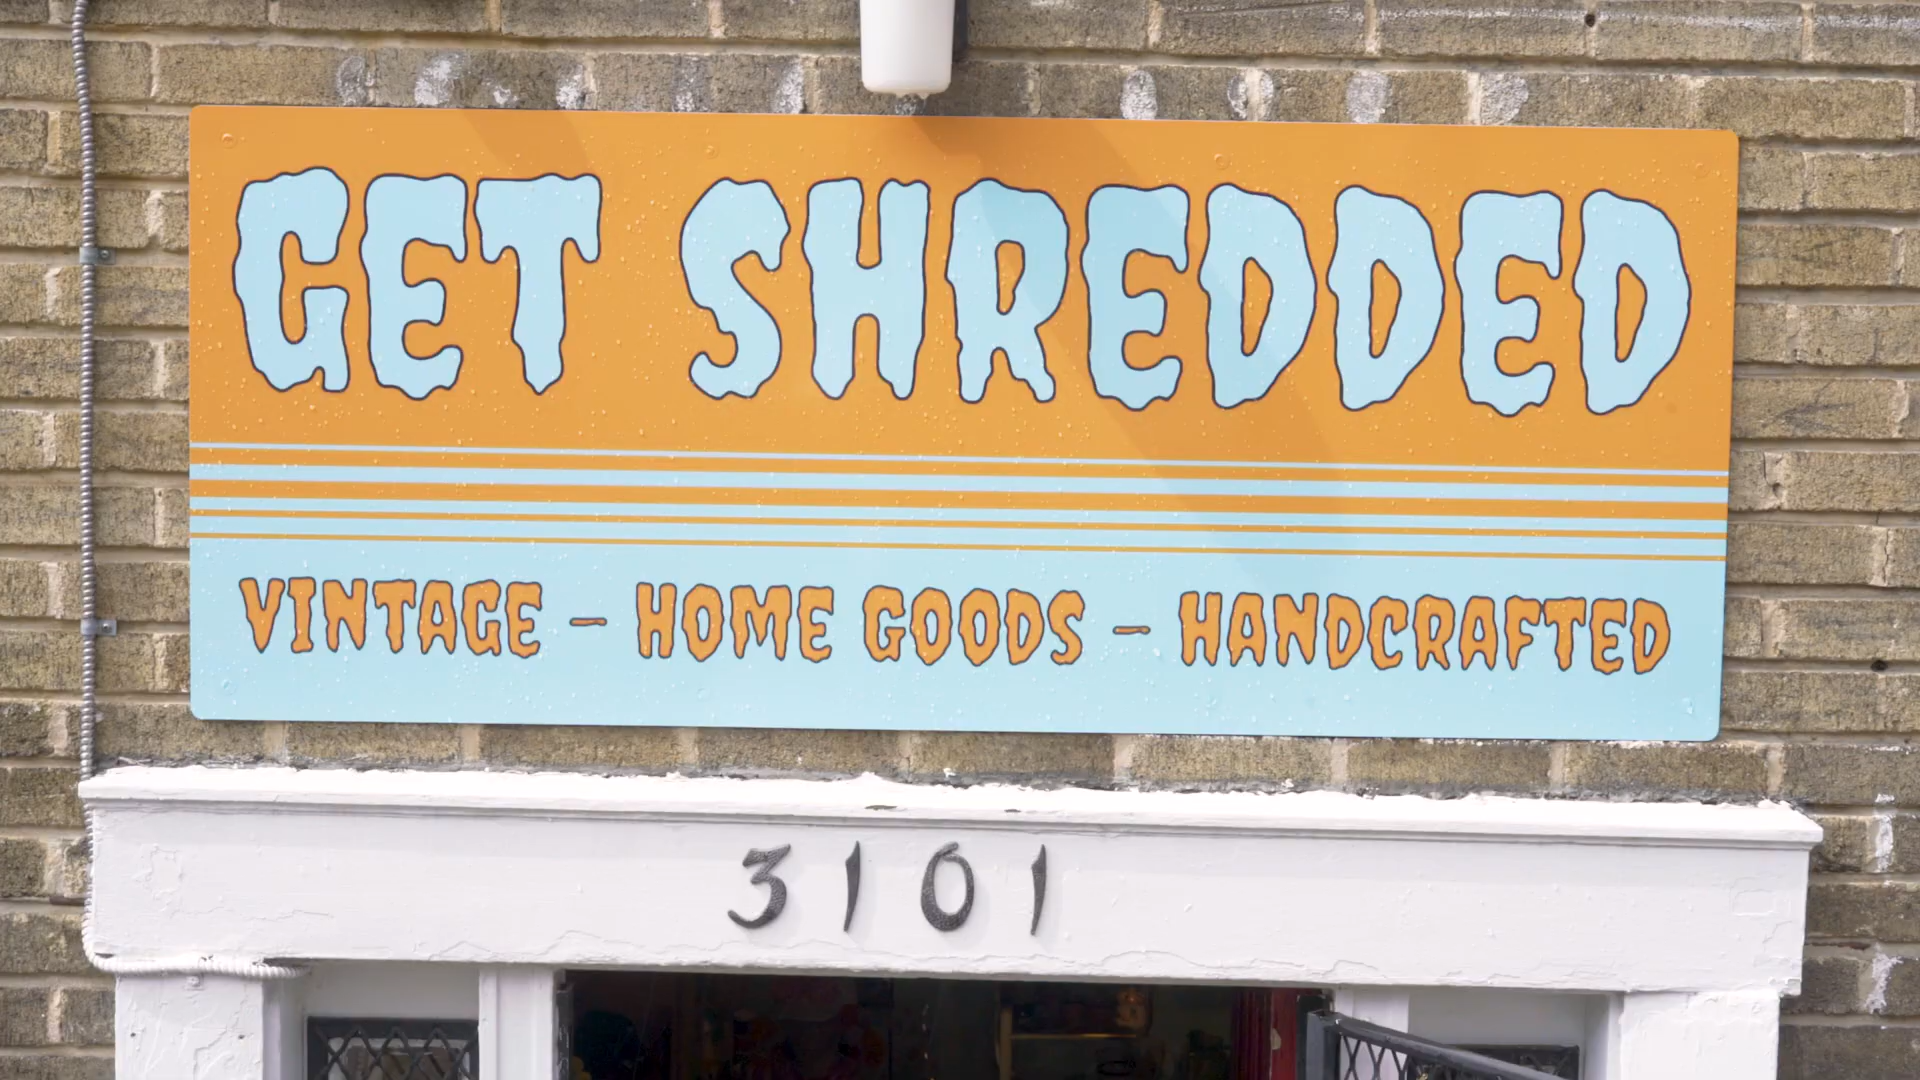 GET SHREDDED
VINTAGE – HOME GOODS – HANDCRAFTED
3101